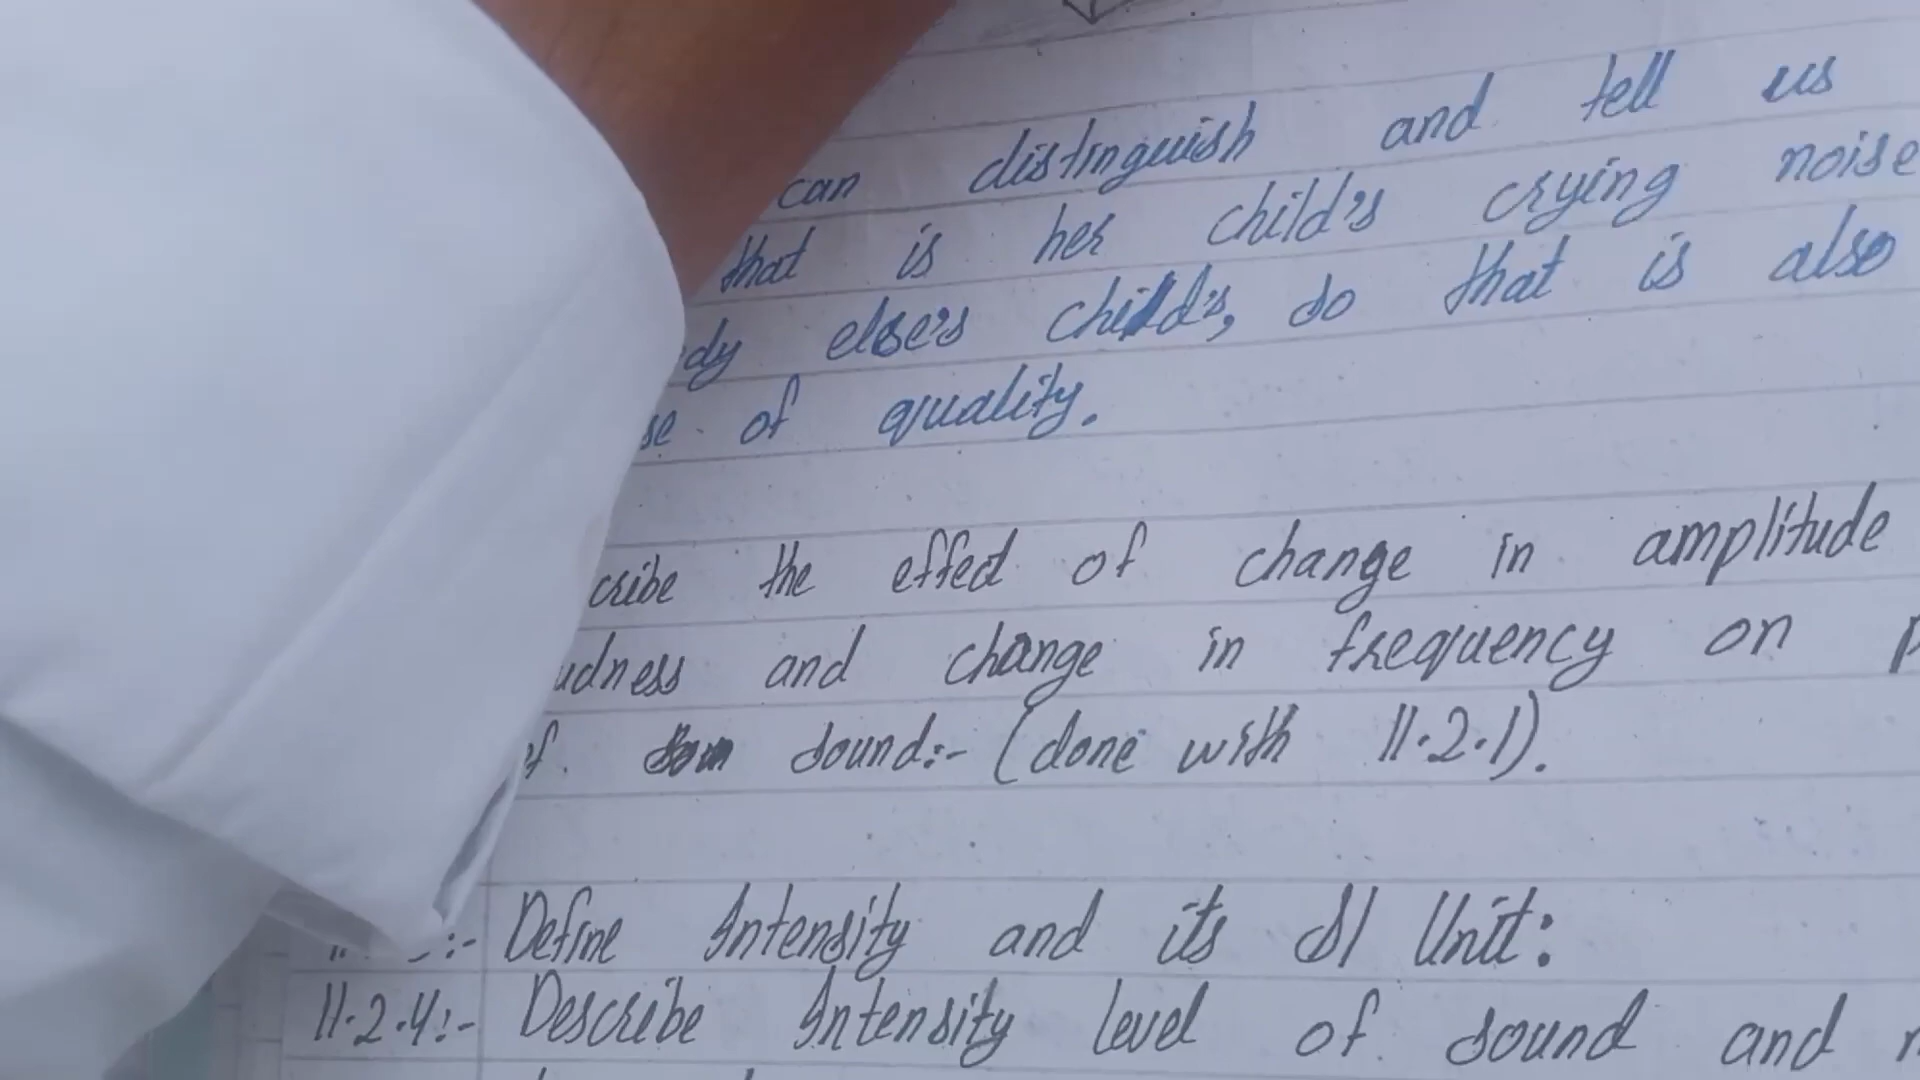 can distinguish and tell us
that is her child's crying noise
else's child's, so that is also
of quality.
the effect of change in amplitude
and change in frequency on
sound:- (done with 11.2.1).
Define Intensity and its SI Unit:
11.2.4:- Describe Intensity level of sound and